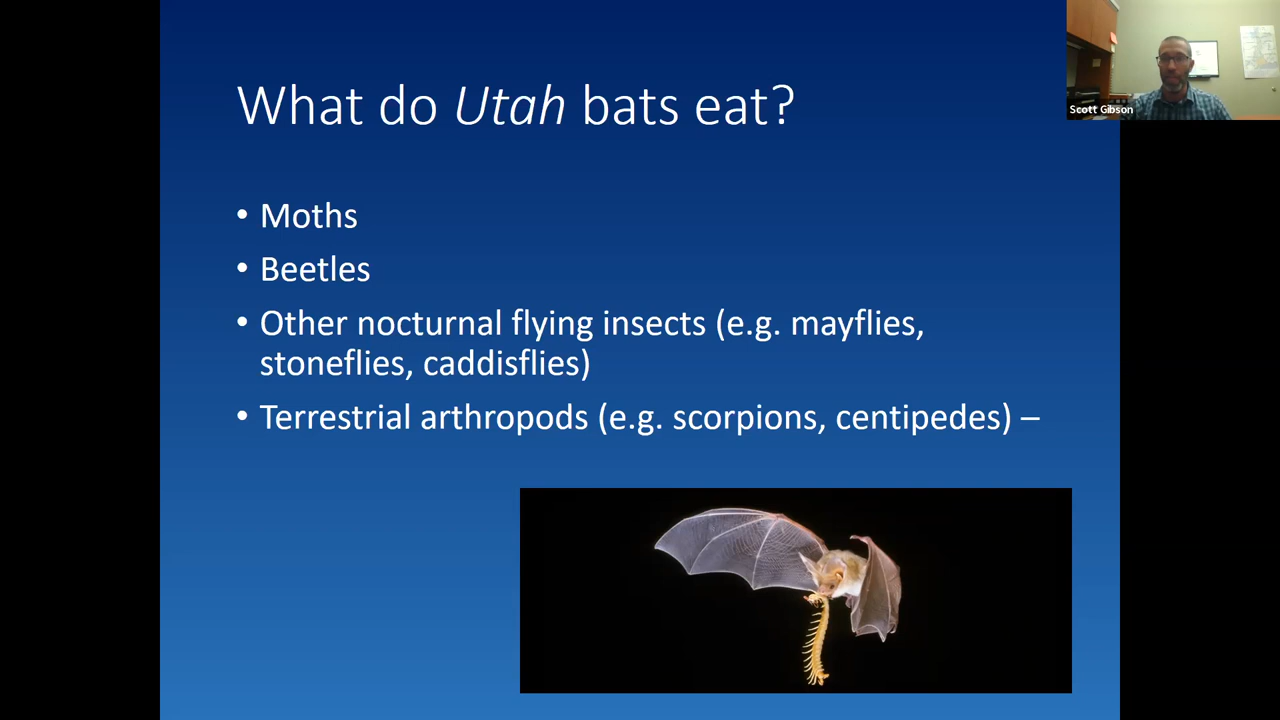 What do Utah bats eat?
• Moths
• Beetles
• Other nocturnal flying insects (e.g. mayflies,
stoneflies, caddisflies)
• Terrestrial arthropods (e.g. scorpions, centipedes) –
Scott Gibson